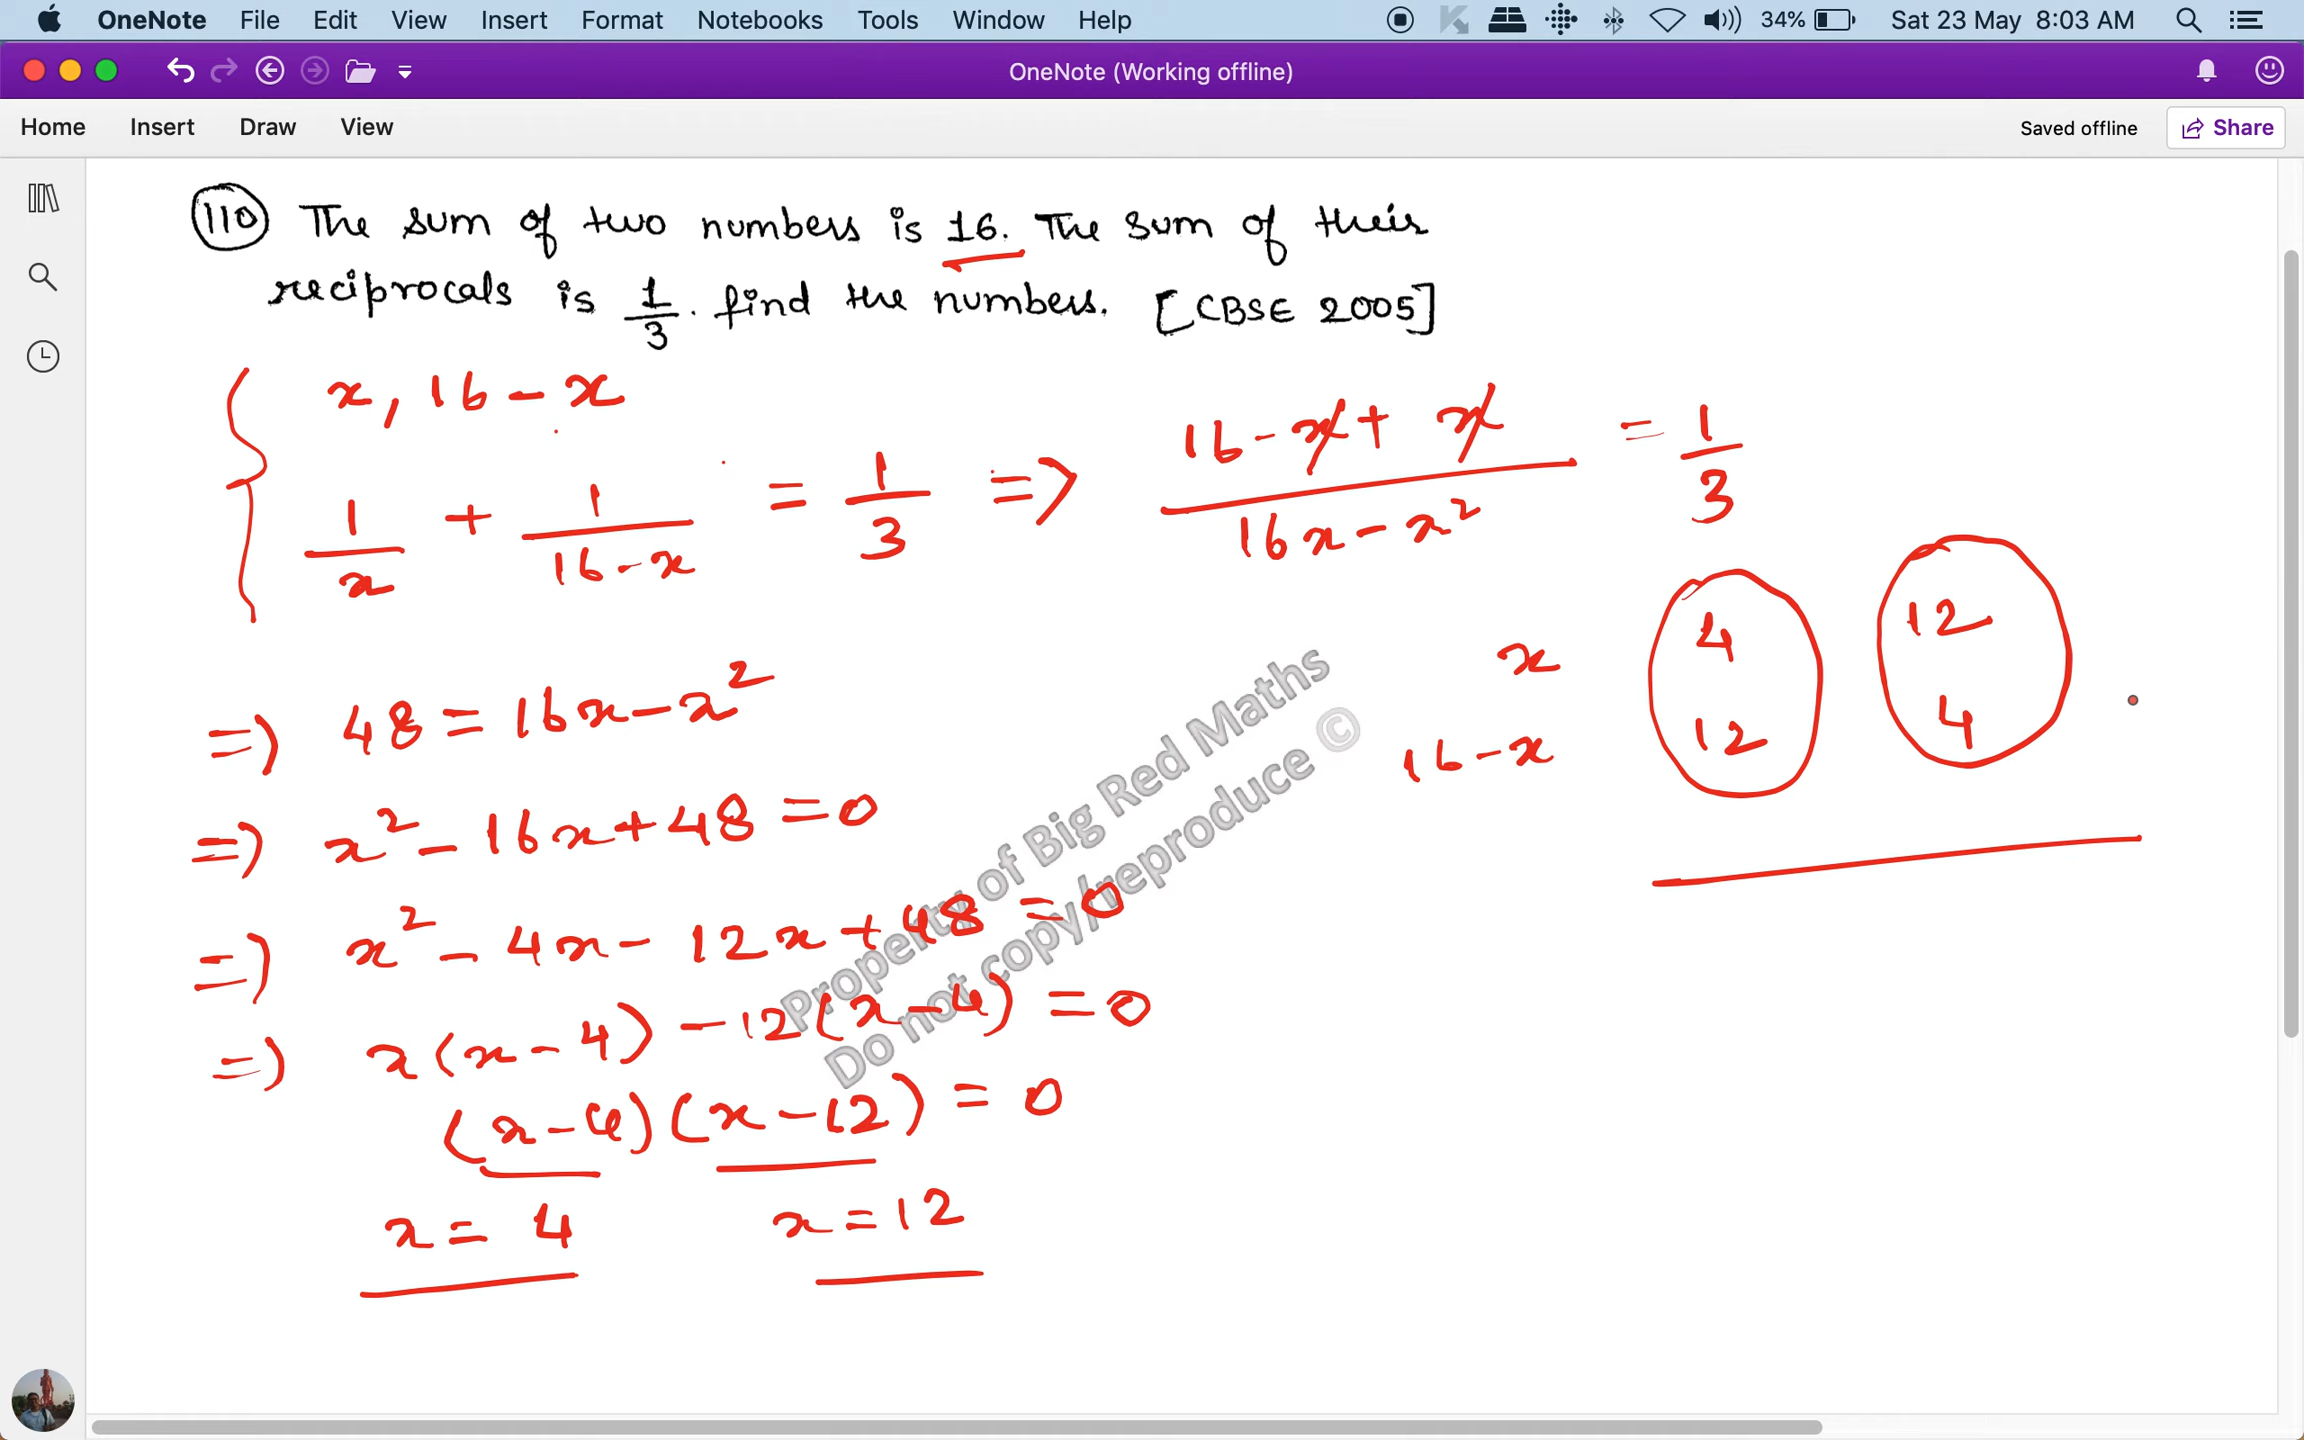 OneNote File Edit View Insert Format Notebooks Tools Window Help 34% Sat 23 May 8:03 AM
OneNote (Working offline)
Home Insert Draw View Saved offline Share
110 The sum of two numbers is 16. The sum of their
reciprocals is 1/3. find the numbers. [CBSE 2005]
x, 16 - x
1/x + 1/(16-x) = 1/3 => (16-x+x)/(16x-x²) = 1/3
x 4 12
16-x 12 4
=> 48 = 16x-x²
=> x² - 16x+48 = 0
=> x² - 4x - 12x + 48 = 0
=> x(x-4) - 12(x-4) = 0
(x-4)(x-12) = 0
x = 4 x = 12
Property of Big Red Maths
Do not copy/reproduce ©